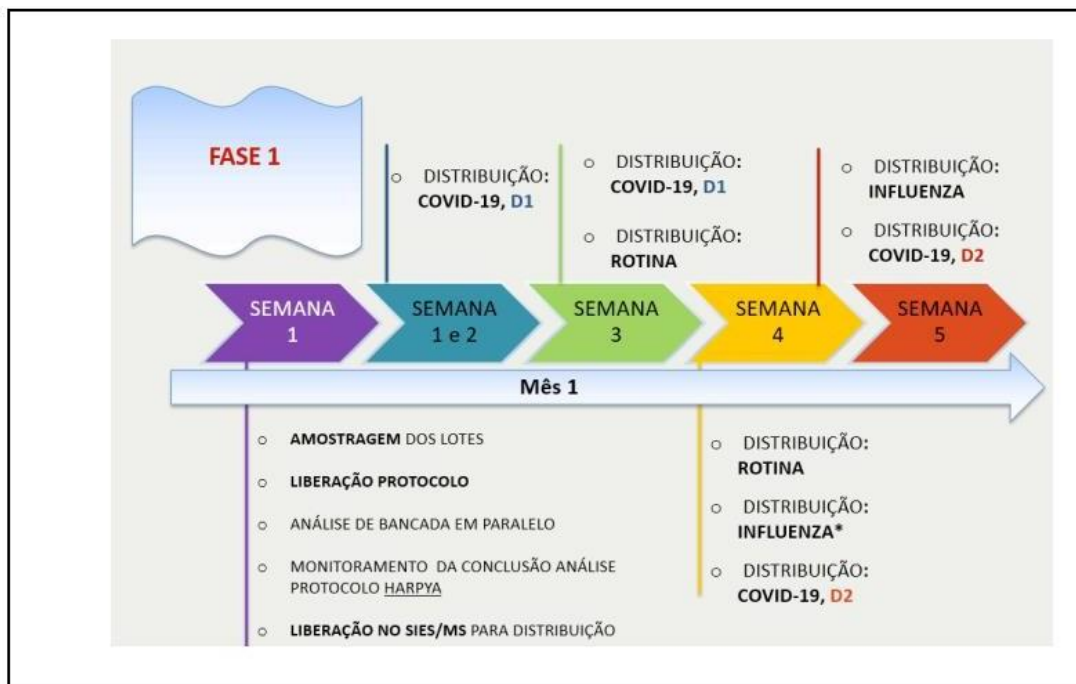 FASE 1
○ DISTRIBUIÇÃO:
COVID-19, D1
○ DISTRIBUIÇÃO:
COVID-19, D1
○ DISTRIBUIÇÃO:
ROTINA
○ DISTRIBUIÇÃO:
INFLUENZA
○ DISTRIBUIÇÃO:
COVID-19, D2
SEMANA
1
SEMANA
1 e 2
SEMANA
3
SEMANA
4
SEMANA
5
Mês 1
○ AMOSTRAGEM DOS LOTES
○ LIBERAÇÃO PROTOCOLO
○ ANÁLISE DE BANCADA EM PARALELO
○ MONITORAMENTO DA CONCLUSÃO ANÁLISE
PROTOCOLO HARPYA
○ LIBERAÇÃO NO SIES/MS PARA DISTRIBUIÇÃO
○ DISTRIBUIÇÃO:
ROTINA
○ DISTRIBUIÇÃO:
INFLUENZA*
○ DISTRIBUIÇÃO:
COVID-19, D2